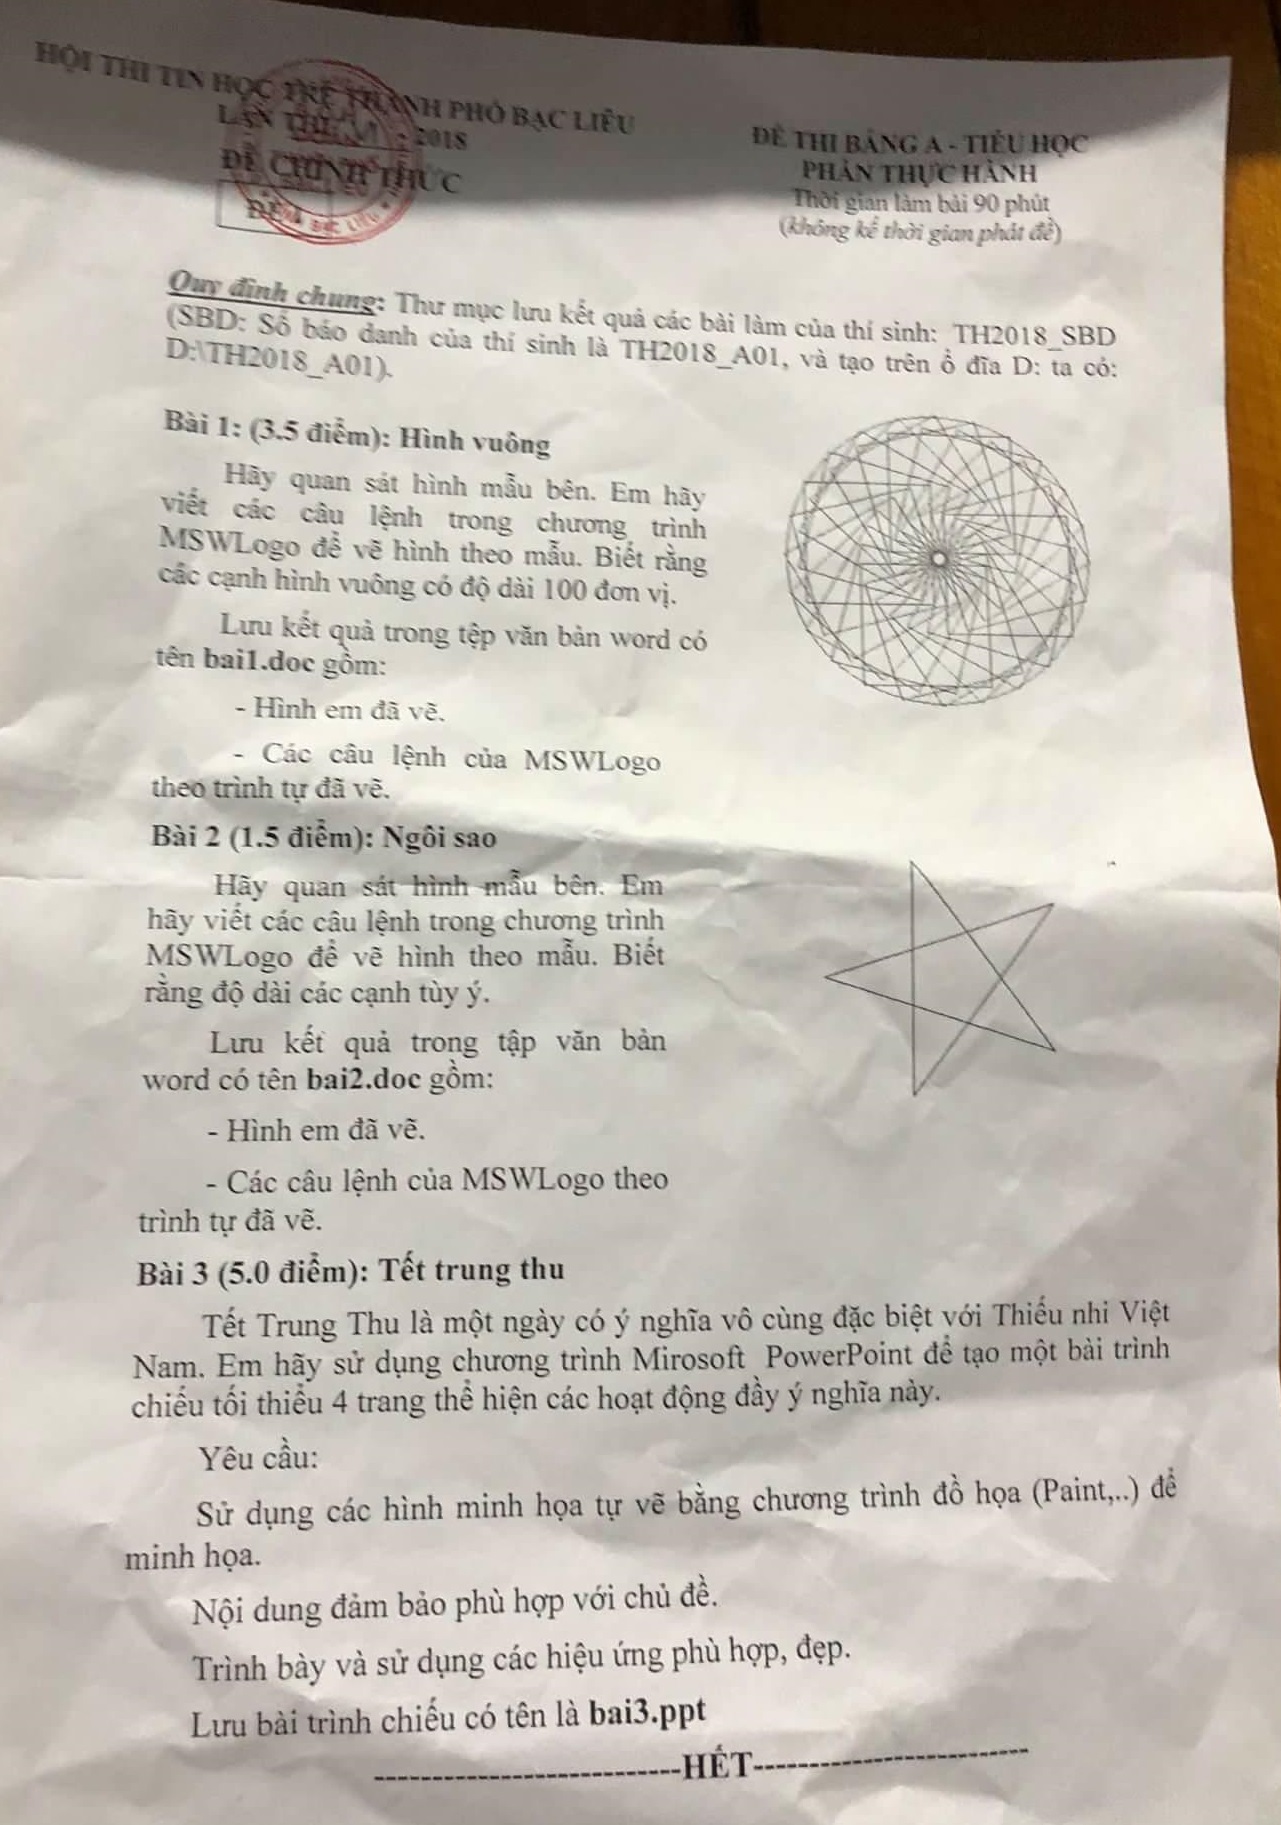 HỘI THI TIN HỌC TRẺ THÀNH PHỐ BẠC LIÊU
LẦN THỨ 2018
ĐỀ CHÍNH THỨC
ĐỀ
BẠC LIÊU
ĐỀ THI BẢNG A - TIỂU HỌC
PHẦN THỰC HÀNH
Thời gian làm bài 90 phút
(không kể thời gian phát đề)
Quy định chung: Thư mục lưu kết quả các bài làm của thí sinh: TH2018_SBD
(SBD: Số báo danh của thí sinh là TH2018_A01, và tạo trên ổ đĩa D: ta có:
D:\TH2018_A01).
Bài 1: (3.5 điểm): Hình vuông
Hãy quan sát hình mẫu bên. Em hãy
viết các câu lệnh trong chương trình
MSWLogo để vẽ hình theo mẫu. Biết rằng
các cạnh hình vuông có độ dài 100 đơn vị.
Lưu kết quả trong tệp văn bản word có
tên bai1.doc gồm:
- Hình em đã vẽ.
- Các câu lệnh của MSWLogo
theo trình tự đã vẽ.
Bài 2 (1.5 điểm): Ngôi sao
Hãy quan sát hình mẫu bên. Em
hãy viết các câu lệnh trong chương trình
MSWLogo để vẽ hình theo mẫu. Biết
rằng độ dài các cạnh tùy ý.
Lưu kết quả trong tập văn bản
word có tên bai2.doc gồm:
- Hình em đã vẽ.
- Các câu lệnh của MSWLogo theo
trình tự đã vẽ.
Bài 3 (5.0 điểm): Tết trung thu
Tết Trung Thu là một ngày có ý nghĩa vô cùng đặc biệt với Thiếu nhi Việt
Nam. Em hãy sử dụng chương trình Mirosoft PowerPoint để tạo một bài trình
chiếu tối thiểu 4 trang thể hiện các hoạt động đầy ý nghĩa này.
Yêu cầu:
Sử dụng các hình minh họa tự vẽ bằng chương trình đồ họa (Paint,..) để
minh họa.
Nội dung đảm bảo phù hợp với chủ đề.
Trình bày và sử dụng các hiệu ứng phù hợp, đẹp.
Lưu bài trình chiếu có tên là bai3.ppt
---------------------------HẾT-------------------------